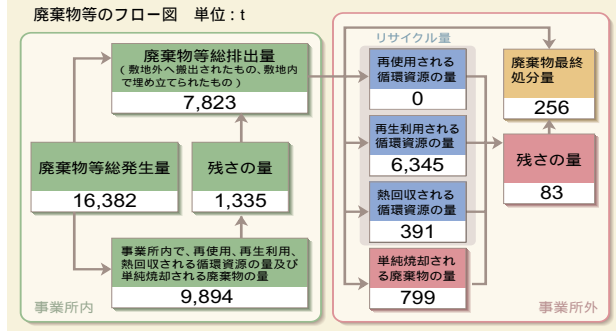 廃棄物等のフロー図 単位:t
廃棄物等総排出量
(敷地外へ搬出されたもの、敷地内
で埋め立てられたもの)
7,823
廃棄物等総発生量
16,382
残さの量
1,335
事業所内で、再使用、再生利用、
熱回収される循環資源の量及び
単純焼却される廃棄物の量
9,894
事業所内
リサイクル量
再使用される
循環資源の量
0
再生利用される
循環資源の量
6,345
熱回収される
循環資源の量
391
単純焼却され
る廃棄物の量
799
廃棄物最終
処分量
256
残さの量
83
事業所外